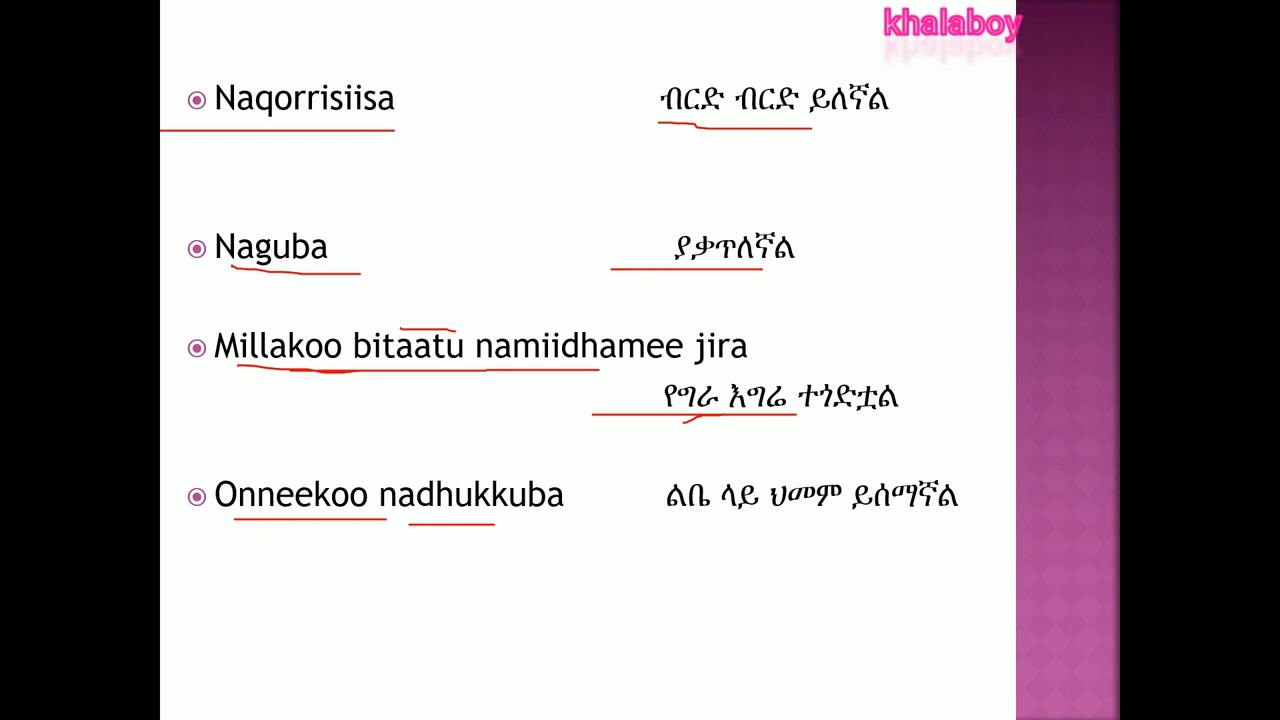 khalaboy
Naqorrisiisa ብርድ ብርድ ይለኛል
Naguba ያቃጥለኛል
Millakoo bitaatu namiidhamee jira
የግራ እግሬ ተጎድቷል
Onneekoo nadhukkuba ልቤ ላይ ህመም ይሰማኛል